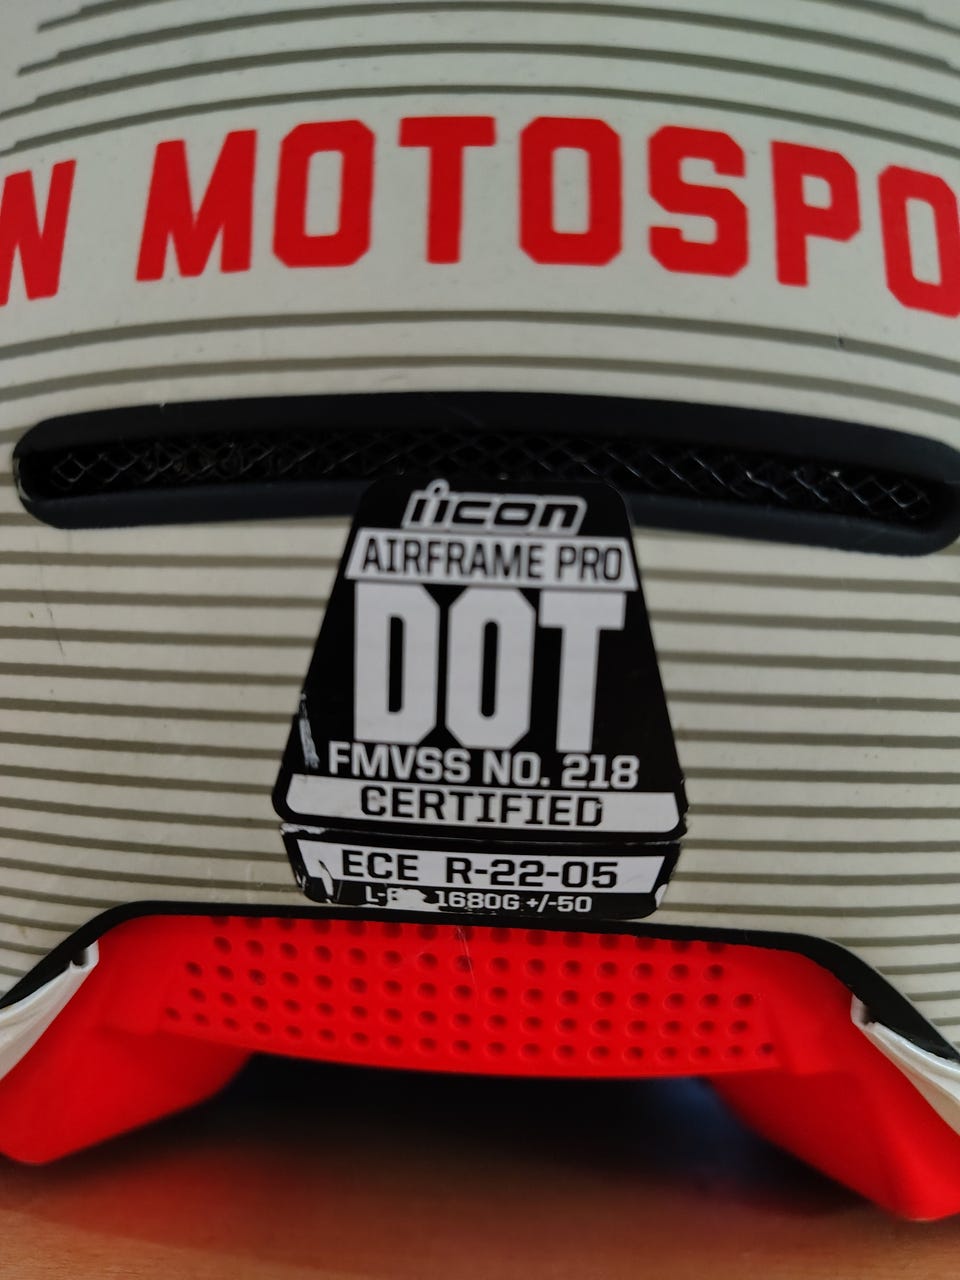 N MOTOSPO
icon
AIRFRAME PRO
DOT
FMVSS NO. 218
CERTIFIED
ECE R-22-05
1680G +/-50